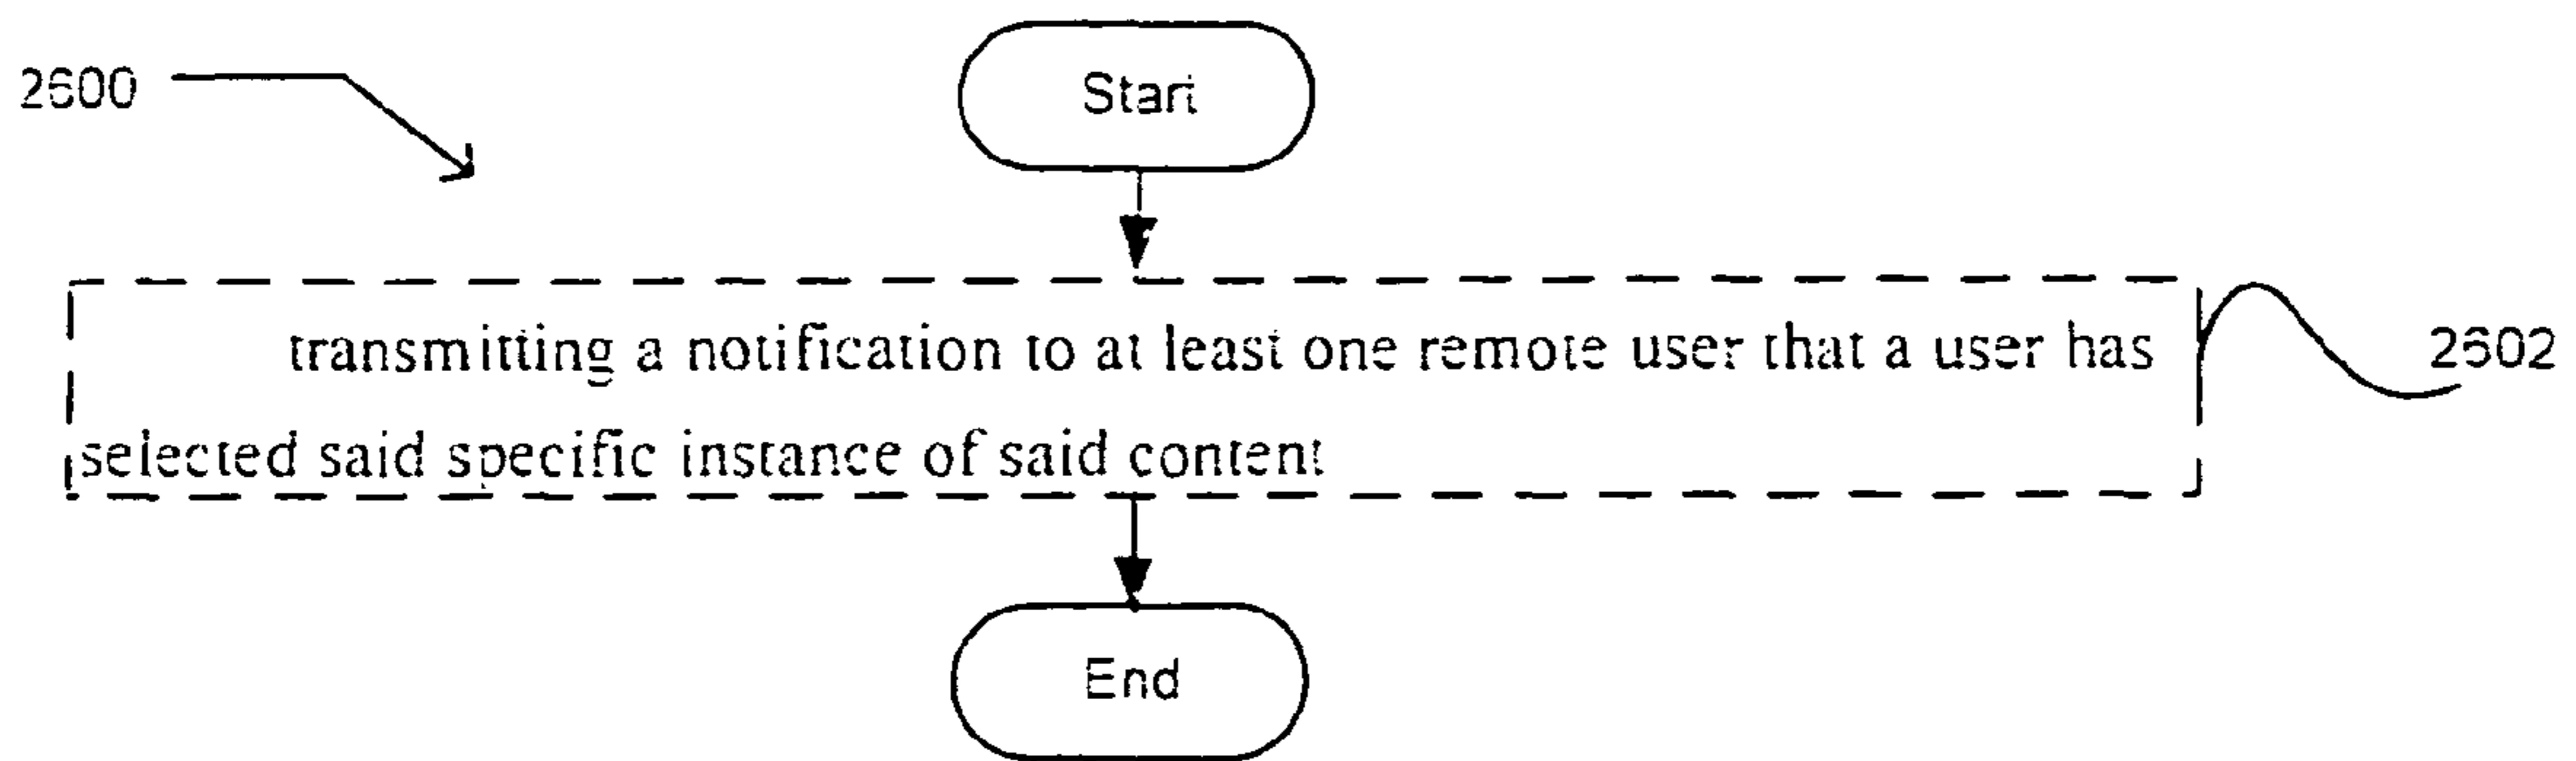 2600
Start
transmitting a notification to at least one remote user that a user has
2602
selected said specific instance of said content
End